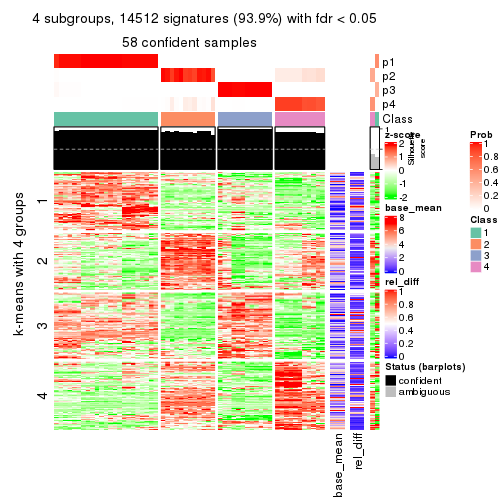 4 subgroups, 14512 signatures (93.9%) with fdr < 0.05
58 confident samples
p1
p2
p3
p4
Class
1
Silhouette
score
z-score
2
1
0
-1
-2
base_mean
8
6
4
2
0
rel_diff
1
0.8
0.6
0.4
0.2
0
Status (barplots)
confident
ambiguous
Prob
1
0.8
0.6
0.4
0.2
0
Class
1
2
3
4
k-means with 4 groups
1
2
3
4
base_mean
rel_diff